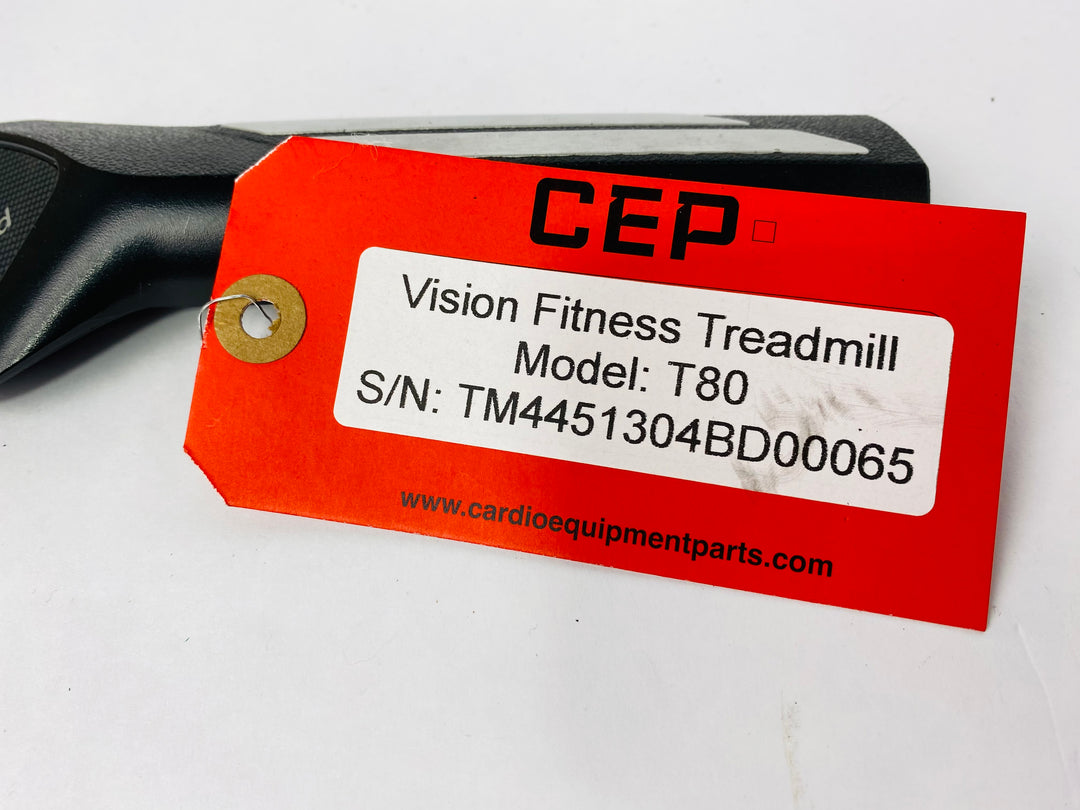 CEP
Vision Fitness Treadmill
Model: T80
S/N: TM4451304BD00065
www.cardioequipmentparts.com